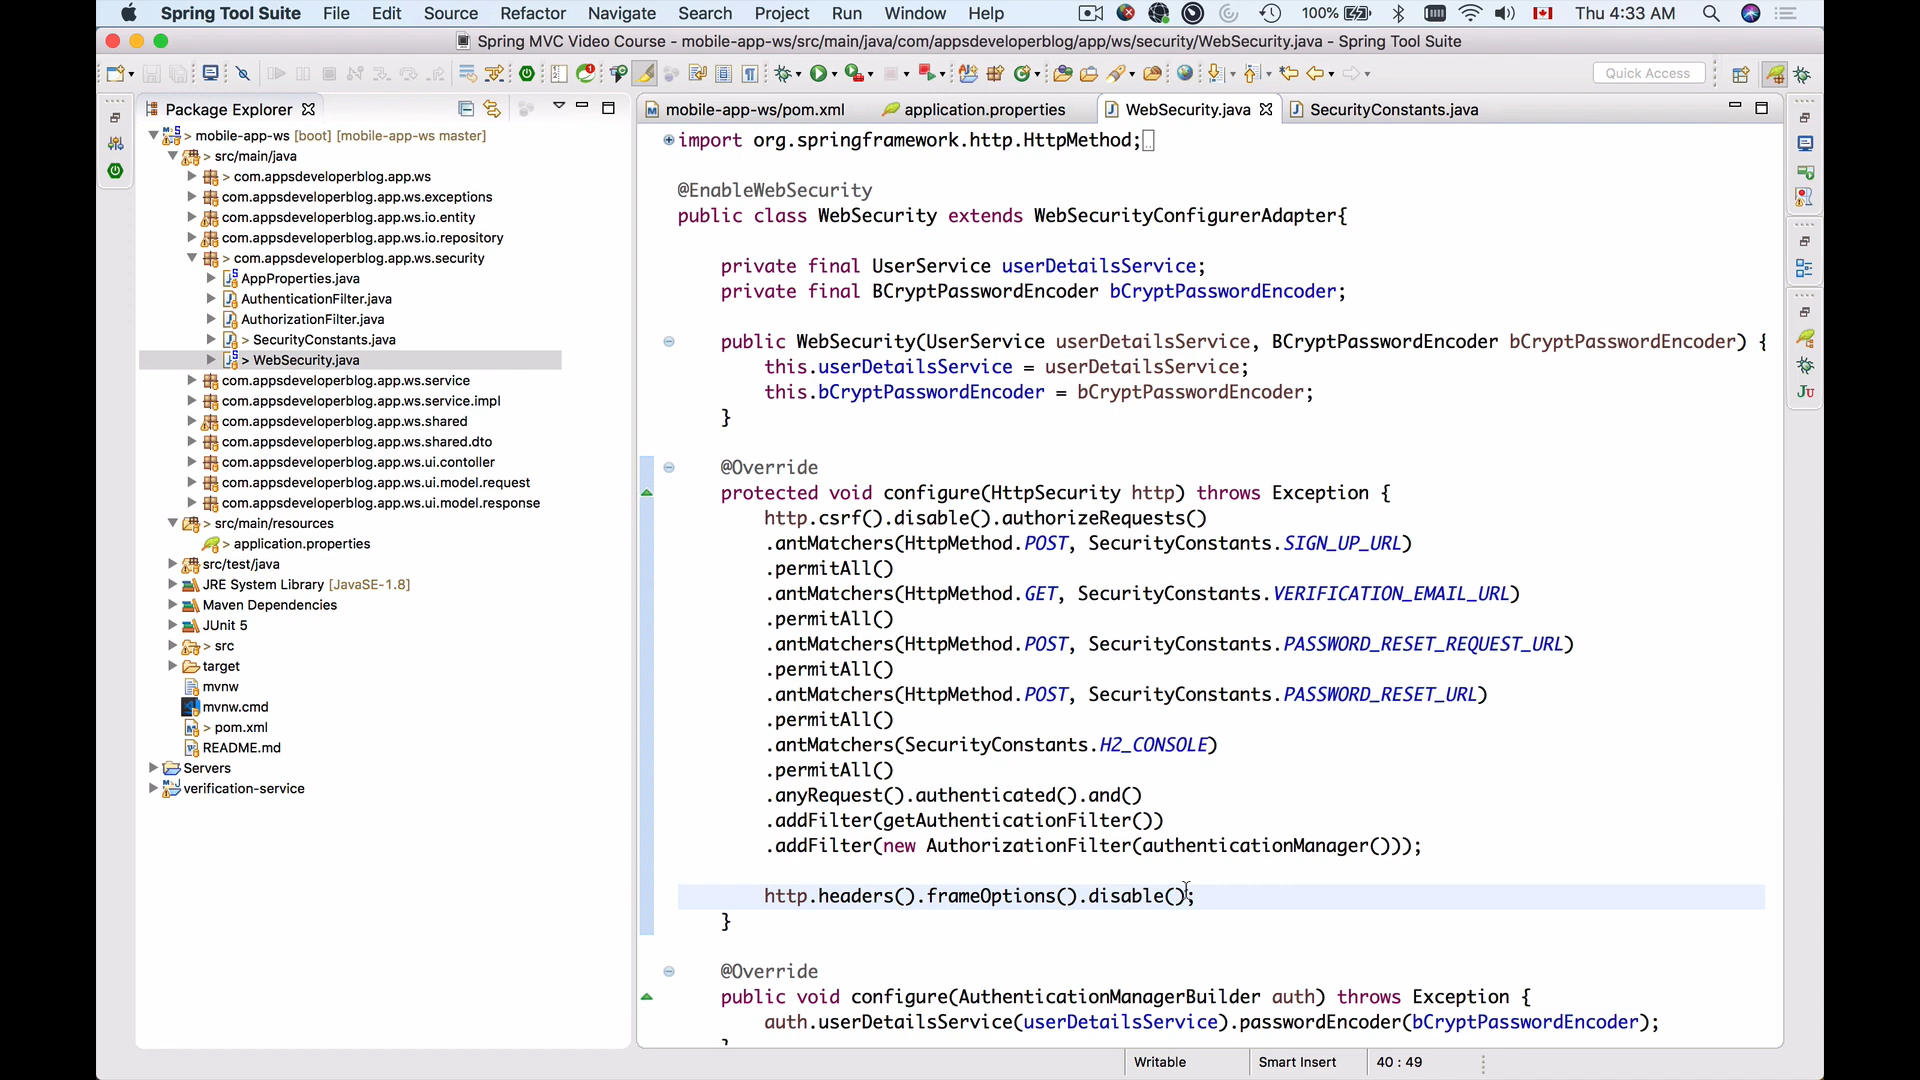 Spring Tool Suite File Edit Source Refactor Navigate Search Project Run Window Help 100% Thu 4:33 AM
Spring MVC Video Course - mobile-app-ws/src/main/java/com/appsdeveloperblog/app/ws/security/WebSecurity.java - Spring Tool Suite
Quick Access
Package Explorer
mobile-app-ws/pom.xml application.properties WebSecurity.java SecurityConstants.java
> mobile-app-ws [boot] [mobile-app-ws master]
> src/main/java
> com.appsdeveloperblog.app.ws
com.appsdeveloperblog.app.ws.exceptions
com.appsdeveloperblog.app.ws.io.entity
com.appsdeveloperblog.app.ws.io.repository
> com.appsdeveloperblog.app.ws.security
AppProperties.java
AuthenticationFilter.java
AuthorizationFilter.java
> SecurityConstants.java
> WebSecurity.java
com.appsdeveloperblog.app.ws.service
com.appsdeveloperblog.app.ws.service.impl
com.appsdeveloperblog.app.ws.shared
com.appsdeveloperblog.app.ws.shared.dto
com.appsdeveloperblog.app.ws.ui.contoller
com.appsdeveloperblog.app.ws.ui.model.request
com.appsdeveloperblog.app.ws.ui.model.response
> src/main/resources
> application.properties
src/test/java
JRE System Library [JavaSE-1.8]
Maven Dependencies
JUnit 5
> src
target
mvnw
mvnw.cmd
> pom.xml
README.md
Servers
verification-service
import org.springframework.http.HttpMethod;
@EnableWebSecurity
public class WebSecurity extends WebSecurityConfigurerAdapter{
private final UserService userDetailsService;
private final BCryptPasswordEncoder bCryptPasswordEncoder;
public WebSecurity(UserService userDetailsService, BCryptPasswordEncoder bCryptPasswordEncoder) {
this.userDetailsService = userDetailsService;
this.bCryptPasswordEncoder = bCryptPasswordEncoder;
}
@Override
protected void configure(HttpSecurity http) throws Exception {
http.csrf().disable().authorizeRequests()
.antMatchers(HttpMethod.POST, SecurityConstants.SIGN_UP_URL)
.permitAll()
.antMatchers(HttpMethod.GET, SecurityConstants.VERIFICATION_EMAIL_URL)
.permitAll()
.antMatchers(HttpMethod.POST, SecurityConstants.PASSWORD_RESET_REQUEST_URL)
.permitAll()
.antMatchers(HttpMethod.POST, SecurityConstants.PASSWORD_RESET_URL)
.permitAll()
.antMatchers(SecurityConstants.H2_CONSOLE)
.permitAll()
.anyRequest().authenticated().and()
.addFilter(getAuthenticationFilter())
.addFilter(new AuthorizationFilter(authenticationManager()));
http.headers().frameOptions().disable();
}
@Override
public void configure(AuthenticationManagerBuilder auth) throws Exception {
auth.userDetailsService(userDetailsService).passwordEncoder(bCryptPasswordEncoder);
Writable Smart Insert 40 : 49